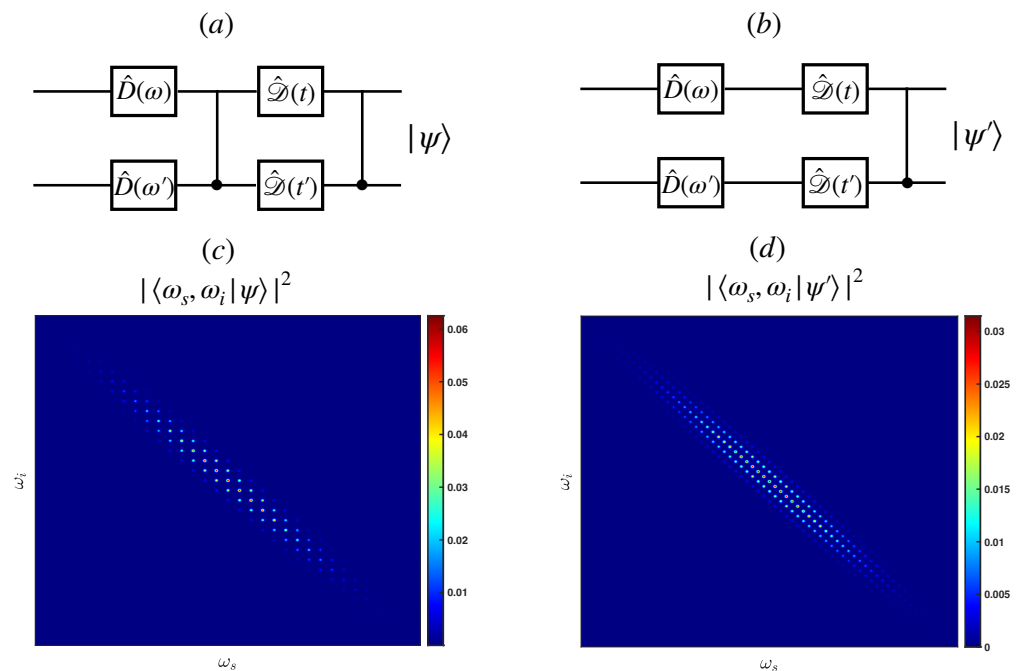 (a)
D̂(ω) 𝒟̂(t)
|ψ⟩
D̂(ω′) 𝒟̂(t′)
(b)
D̂(ω) 𝒟̂(t)
|ψ′⟩
D̂(ω′) 𝒟̂(t′)
(c)
|⟨ω_s, ω_i|ψ⟩|²
0.06
0.05
0.04
0.03
0.02
0.01
ω_i
ω_s
(d)
|⟨ω_s, ω_i|ψ′⟩|²
0.03
0.025
0.02
0.015
0.01
0.005
0
ω_i
ω_s